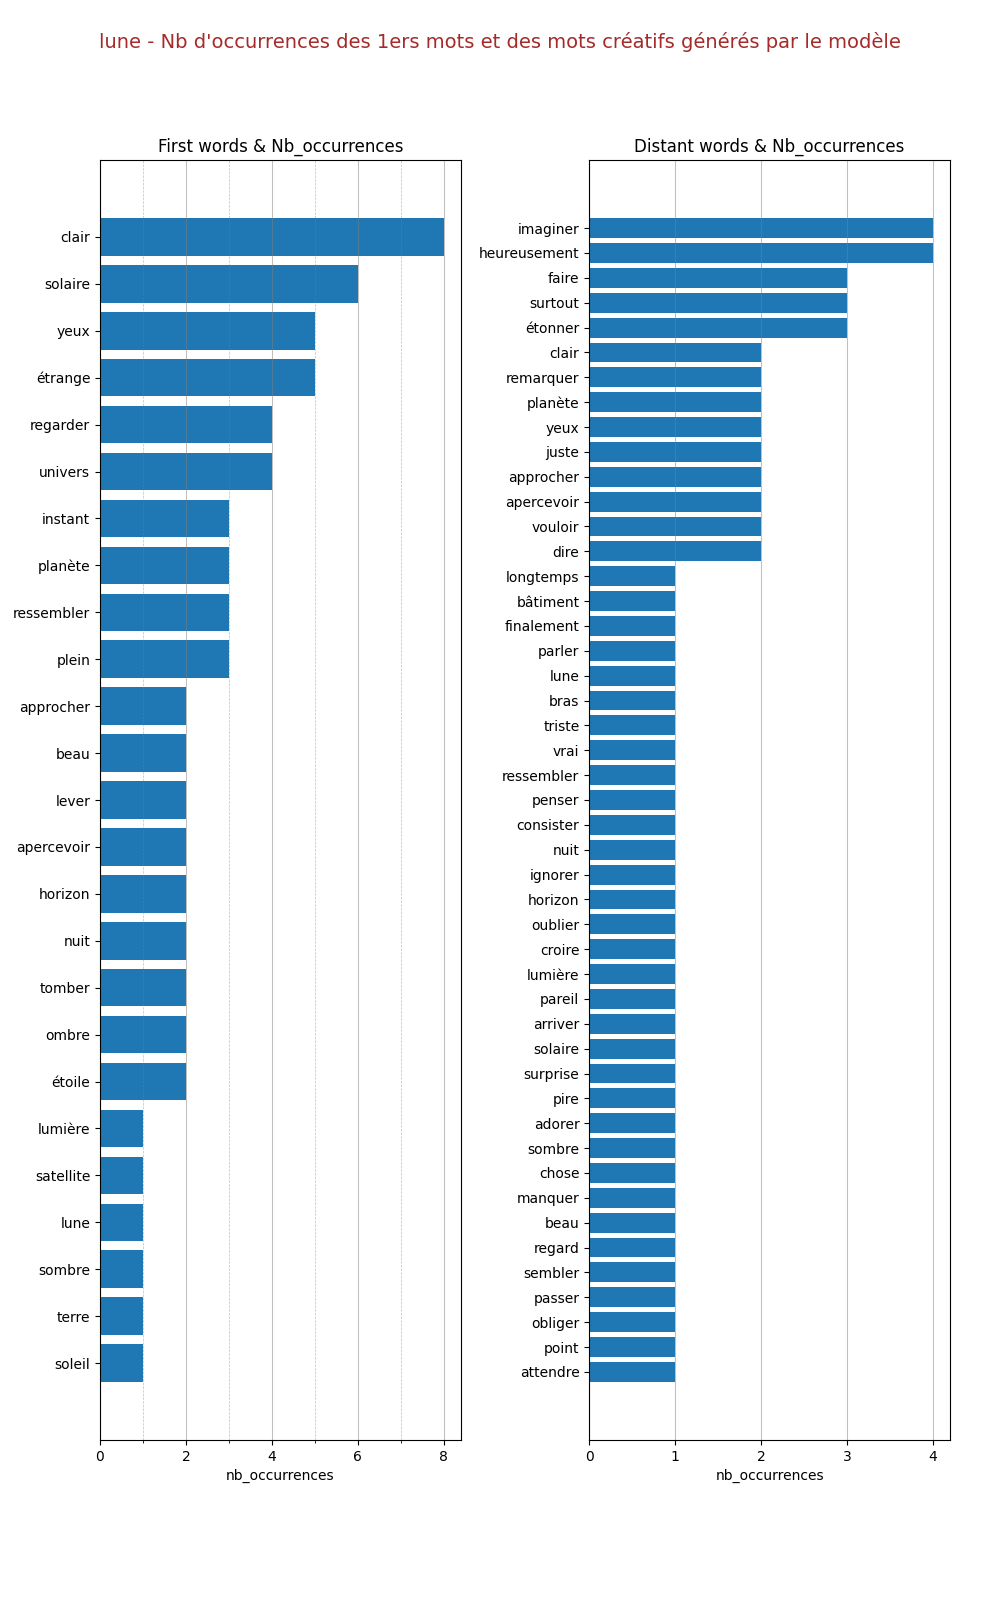 lune - Nb d'occurrences des 1ers mots et des mots créatifs générés par le modèle
First words & Nb_occurrences
clair
solaire
yeux
étrange
regarder
univers
instant
planète
ressembler
plein
approcher
beau
lever
apercevoir
horizon
nuit
tomber
ombre
étoile
lumière
satellite
lune
sombre
terre
soleil
0 2 4 6 8
nb_occurrences
Distant words & Nb_occurrences
imaginer
heureusement
faire
surtout
étonner
clair
remarquer
planète
yeux
juste
approcher
apercevoir
vouloir
dire
longtemps
bâtiment
finalement
parler
lune
bras
triste
vrai
ressembler
penser
consister
nuit
ignorer
horizon
oublier
croire
lumière
pareil
arriver
solaire
surprise
pire
adorer
sombre
chose
manquer
beau
regard
sembler
passer
obliger
point
attendre
0 1 2 3 4
nb_occurrences